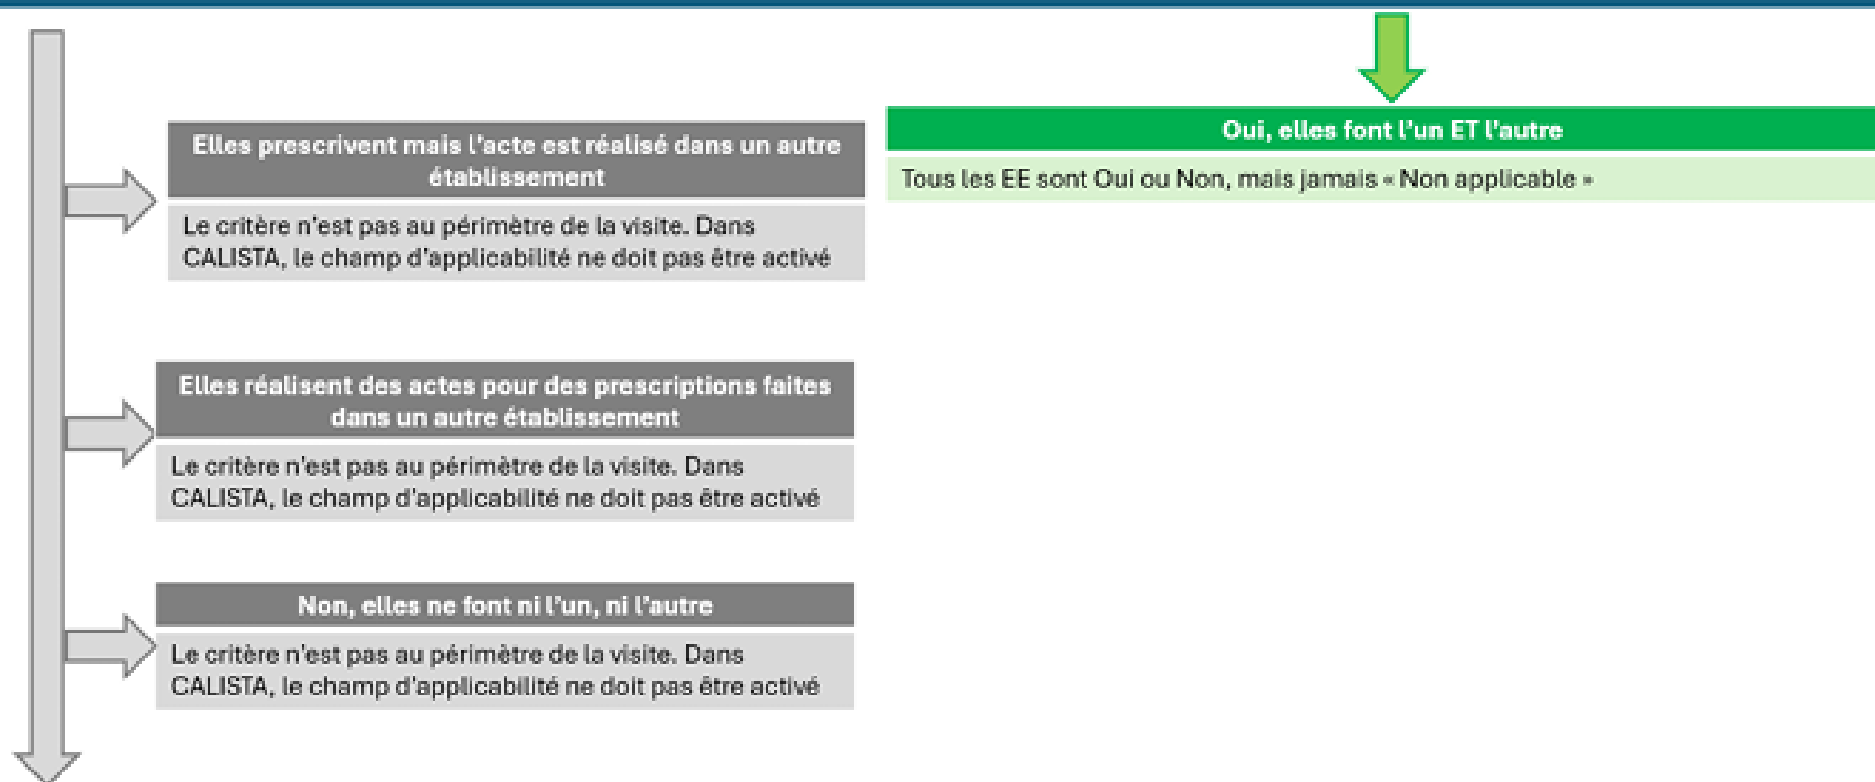 Elles prescrivent mais l'acte est réalisé dans un autre
établissement
Le critère n'est pas au périmètre de la visite. Dans
CALISTA, le champ d'applicabilité ne doit pas être activé
Oui, elles font l'un ET l'autre
Tous les EE sont Oui ou Non, mais jamais « Non applicable »
Elles réalisent des actes pour des prescriptions faites
dans un autre établissement
Le critère n'est pas au périmètre de la visite. Dans
CALISTA, le champ d'applicabilité ne doit pas être activé
Non, elles ne font ni l'un, ni l'autre
Le critère n'est pas au périmètre de la visite. Dans
CALISTA, le champ d'applicabilité ne doit pas être activé